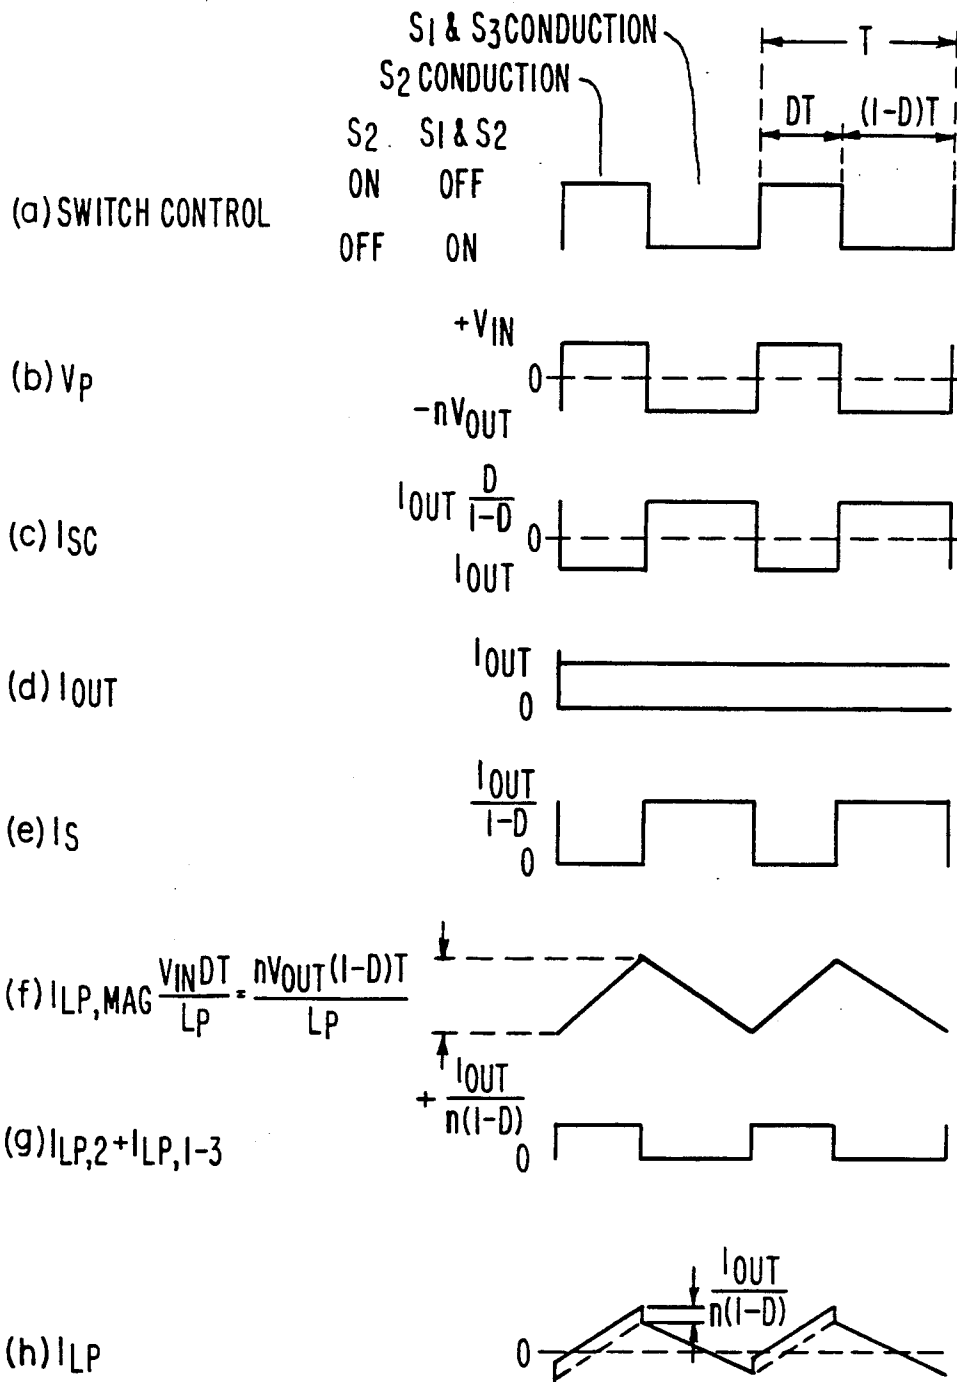 S1 & S3 CONDUCTION
T
S2 CONDUCTION
DT (1-D)T
S2 S1 & S2
ON OFF
(a) SWITCH CONTROL
OFF ON
+VIN
(b) VP
0
-nVOUT
IOUT D/1-D
(c) ISC
0
IOUT
IOUT
(d) IOUT
0
IOUT/1-D
(e) IS
0
(f) ILP,MAG VINDT/LP = nVOUT(1-D)T/LP
+ IOUT/n(1-D)
(g) ILP,2+ILP,1-3
0
IOUT/n(1-D)
(h) ILP
0